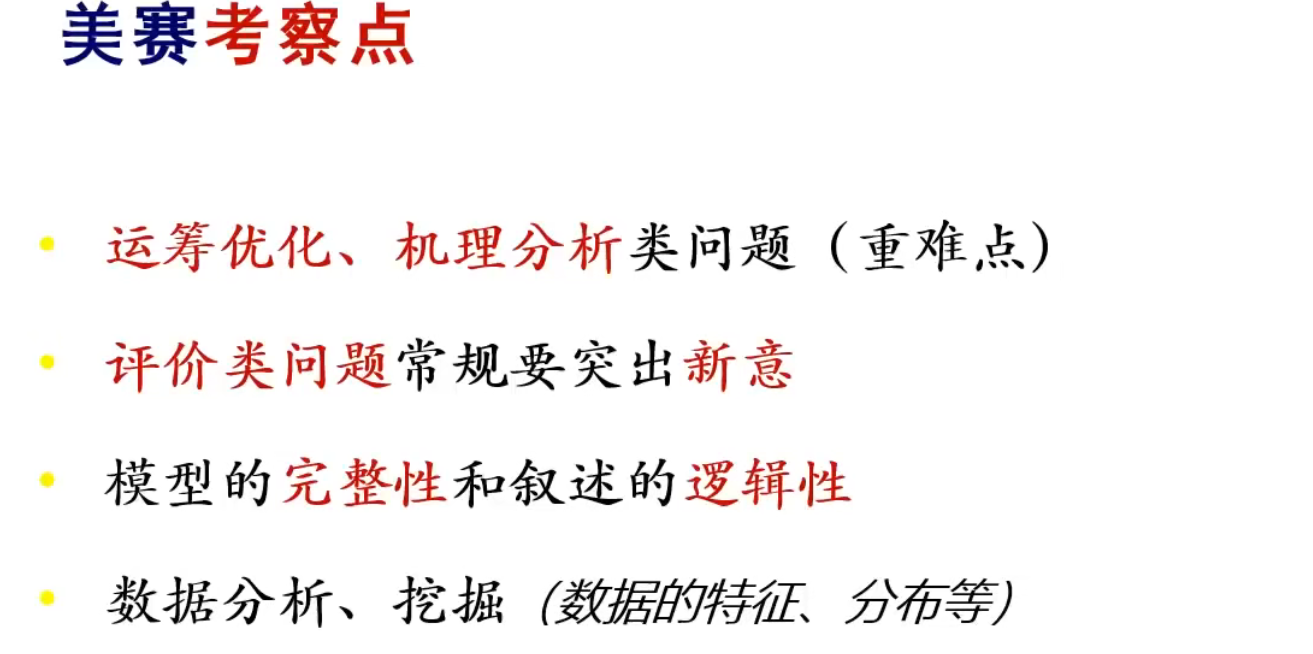 美赛考察点
运筹优化、机理分析类问题（重难点）
评价类问题常规要突出新意
模型的完整性和叙述的逻辑性
数据分析、挖掘（数据的特征、分布等）